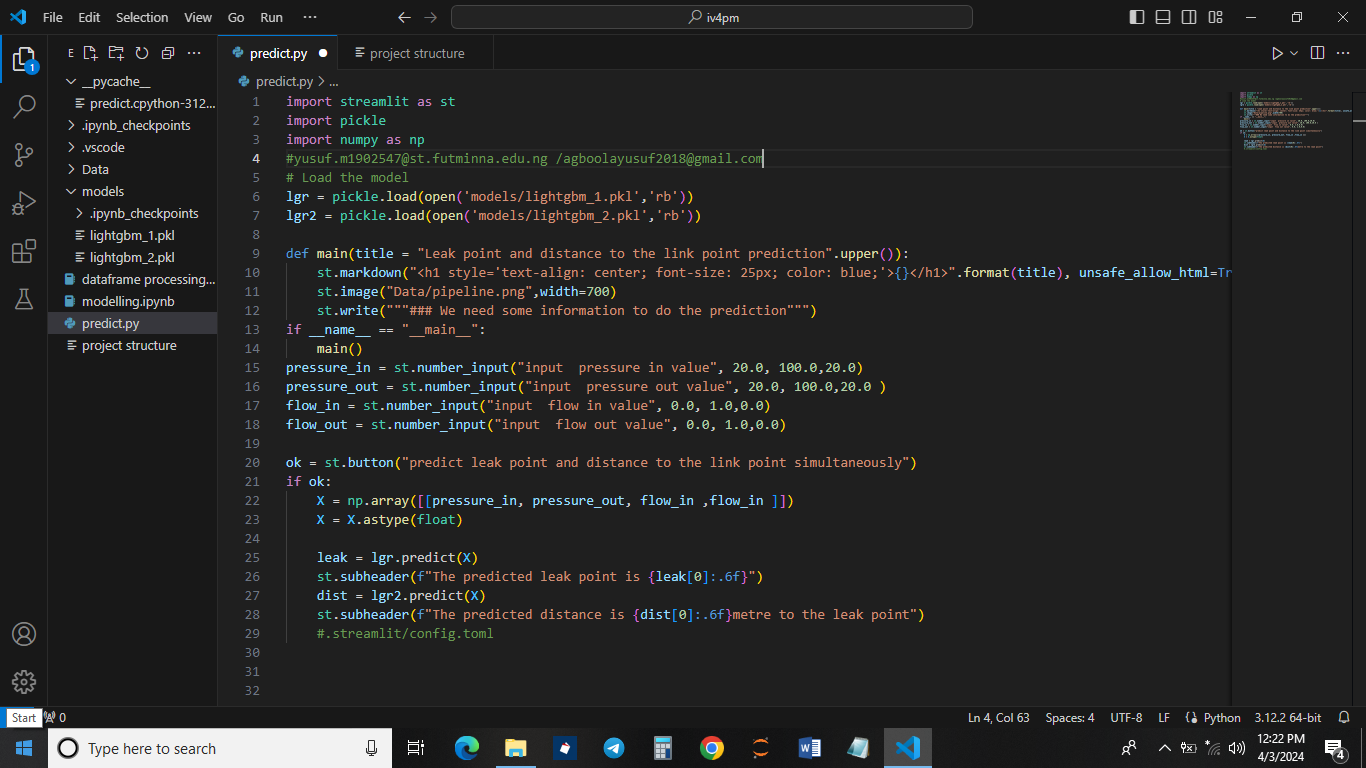 File Edit Selection View Go Run ··· iv4pm
E
predict.py
project structure
1
__pycache__
predict.cpython-312...
.ipynb_checkpoints
.vscode
Data
models
.ipynb_checkpoints
lightgbm_1.pkl
lightgbm_2.pkl
dataframe processing...
modelling.ipynb
predict.py
project structure
predict.py > ...
1 import streamlit as st
2 import pickle
3 import numpy as np
4 #yusuf.m1902547@st.futminna.edu.ng /agboolayusuf2018@gmail.com
5 # Load the model
6 lgr = pickle.load(open('models/lightgbm_1.pkl','rb'))
7 lgr2 = pickle.load(open('models/lightgbm_2.pkl','rb'))
8
9 def main(title = "Leak point and distance to the link point prediction".upper()):
10 st.markdown("<h1 style='text-align: center; font-size: 25px; color: blue;'>{}</h1>".format(title), unsafe_allow_html=Tr
11 st.image("Data/pipeline.png",width=700)
12 st.write("""### We need some information to do the prediction""")
13 if __name__ == "__main__":
14 main()
15 pressure_in = st.number_input("input  pressure in value", 20.0, 100.0,20.0)
16 pressure_out = st.number_input("input  pressure out value", 20.0, 100.0,20.0 )
17 flow_in = st.number_input("input  flow in value", 0.0, 1.0,0.0)
18 flow_out = st.number_input("input  flow out value", 0.0, 1.0,0.0)
19
20 ok = st.button("predict leak point and distance to the link point simultaneously")
21 if ok:
22 X = np.array([[pressure_in, pressure_out, flow_in ,flow_in ]])
23 X = X.astype(float)
24
25 leak = lgr.predict(X)
26 st.subheader(f"The predicted leak point is {leak[0]:.6f}")
27 dist = lgr2.predict(X)
28 st.subheader(f"The predicted distance is {dist[0]:.6f}metre to the leak point")
29 #.streamlit/config.toml
30
31
32
Start 0 Ln 4, Col 63 Spaces: 4 UTF-8 LF Python 3.12.2 64-bit
Type here to search
12:22 PM
4/3/2024
4